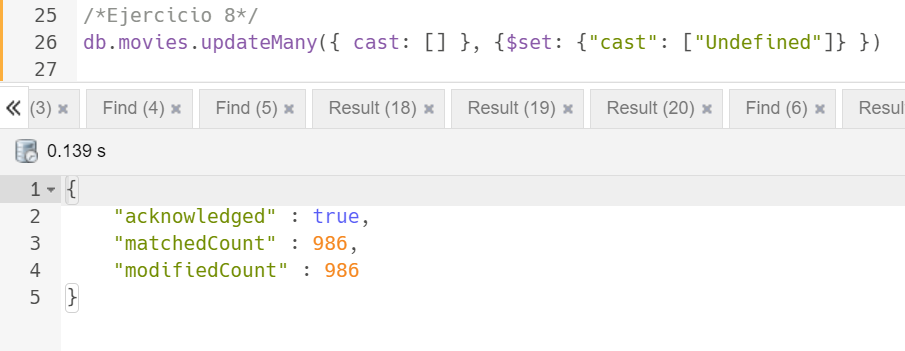 25 /*Ejercicio 8*/
26 db.movies.updateMany({ cast: [] }, {$set: {"cast": ["Undefined"]} })
27
(3) × Find (4) × Find (5) × Result (18) × Result (19) × Result (20) × Find (6) × Resul
0.139 s
1 {
2 "acknowledged" : true,
3 "matchedCount" : 986,
4 "modifiedCount" : 986
5 }